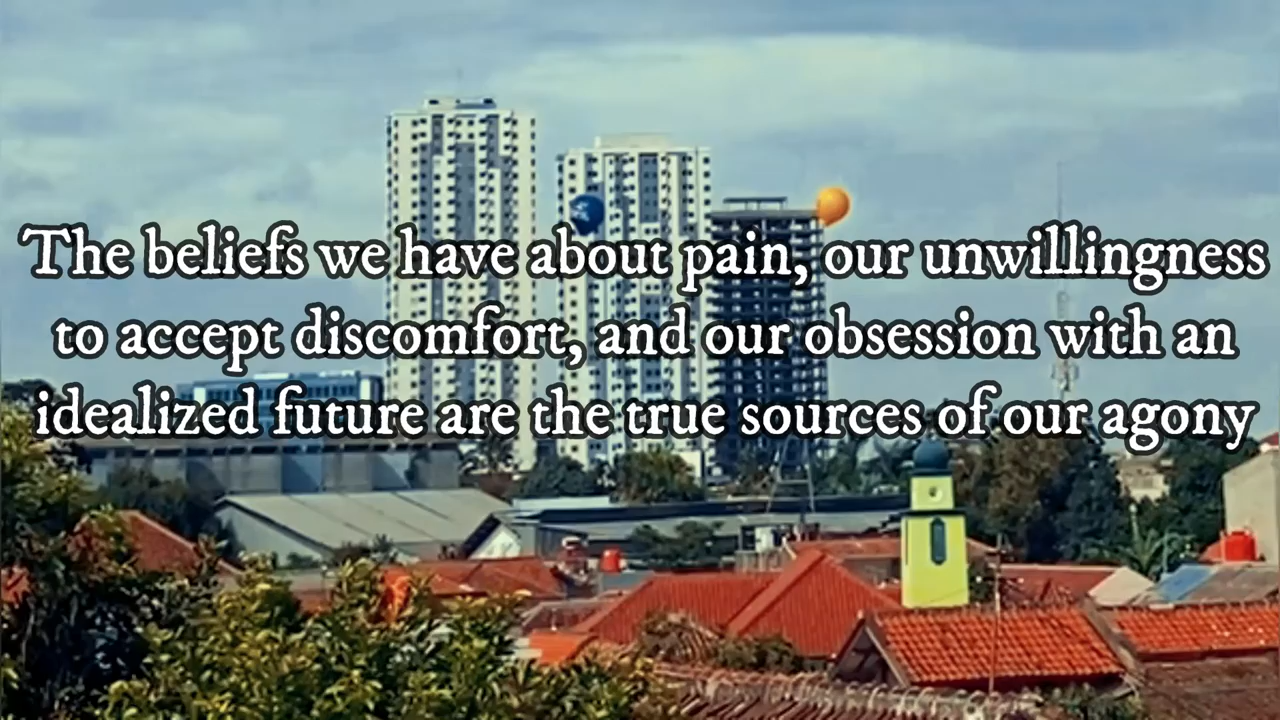 The beliefs we have about pain, our unwillingness
to accept discomfort, and our obsession with an
idealized future are the true sources of our agony